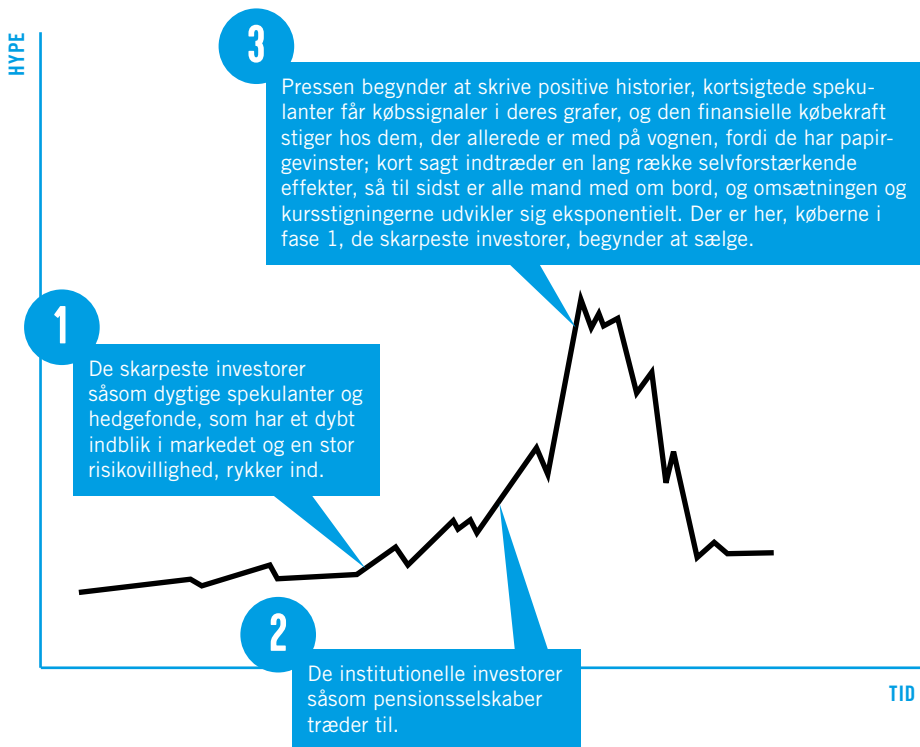 HYPE
3
Pressen begynder at skrive positive historier, kortsigtede speku-
lanter får købssignaler i deres grafer, og den finansielle købekraft
stiger hos dem, der allerede er med på vognen, fordi de har papir-
gevinster; kort sagt indtræder en lang række selvforstærkende
effekter, så til sidst er alle mand med om bord, og omsætningen og
kursstigningerne udvikler sig eksponentielt. Der er her, køberne i
fase 1, de skarpeste investorer, begynder at sælge.
1
De skarpeste investorer
såsom dygtige spekulanter og
hedgefonde, som har et dybt
indblik i markedet og en stor
risikovillighed, rykker ind.
2
De institutionelle investorer
såsom pensionsselskaber
træder til.
TID